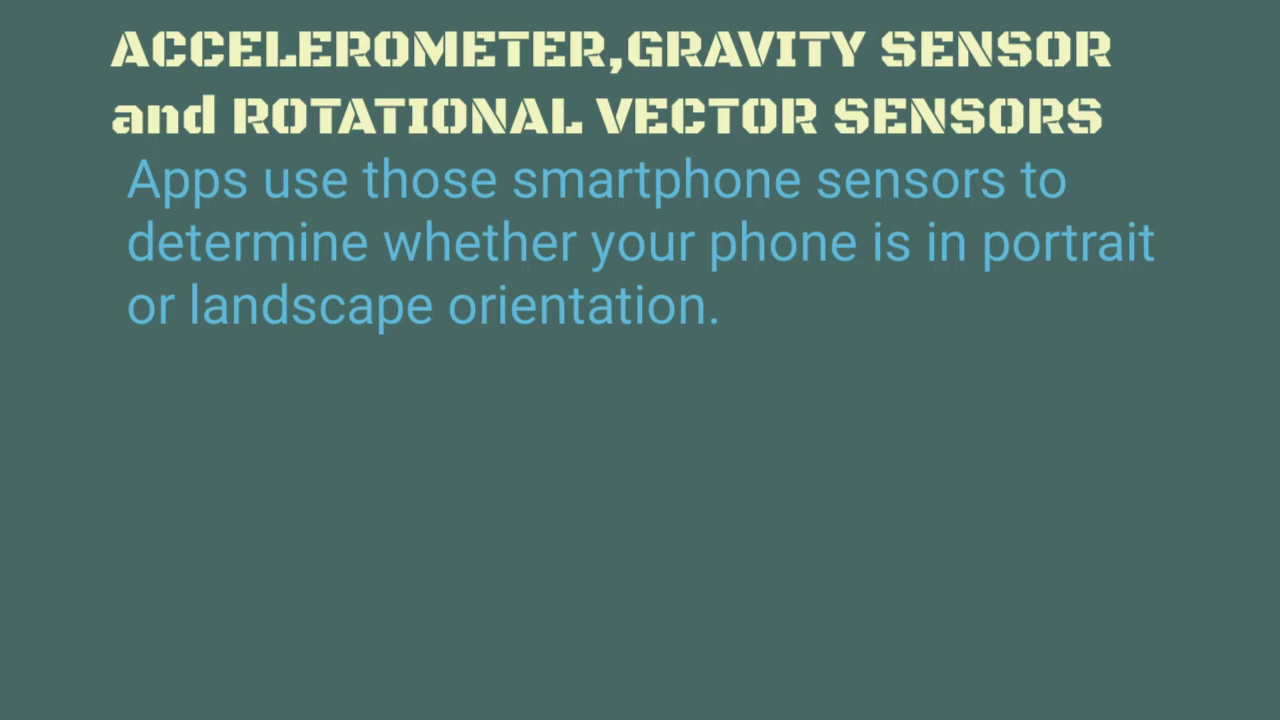 ACCELEROMETER,GRAVITY SENSOR
and ROTATIONAL VECTOR SENSORS
Apps use those smartphone sensors to
determine whether your phone is in portrait
or landscape orientation.